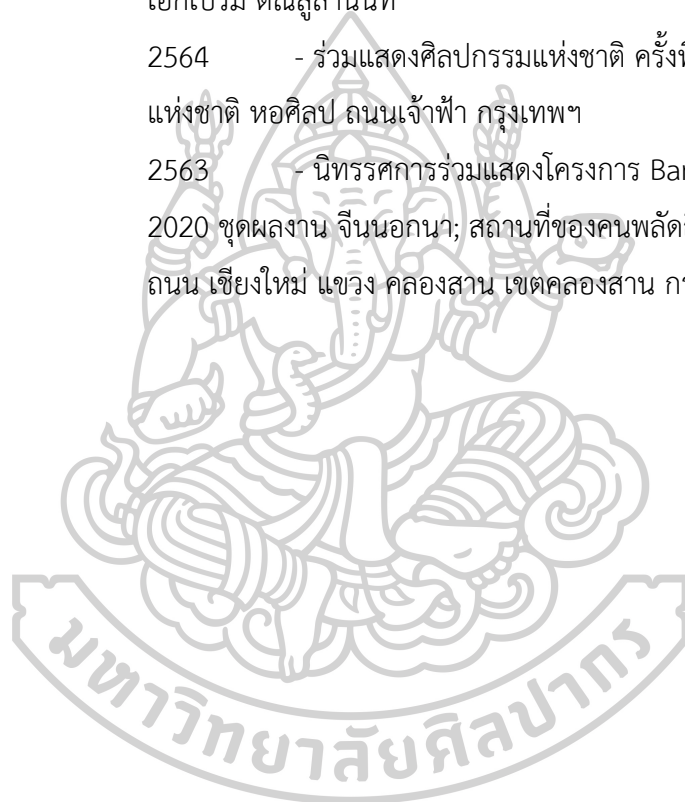 2564 - ร่วมแสดงศิลปกรรมแห่งชาติ ครั้งที่
แห่งชาติ หอศิลป ถนนเจ้าฟ้า กรุงเทพฯ
2563 - นิทรรศการร่วมแสดงโครงการ
2020 ชุดผลงาน จีนนอกนา; สถานที่ของคนพลัด
ถนน เชียงใหม่ แขวง คลองสาน เขตคลองสาน
มหาวิทยาลัยศิลปากร